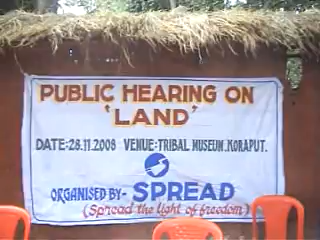 PUBLIC HEARING ON
'LAND'
DATE:28.11.2008 VENUE:TRIBAL MUSEUM.KORAPUT.
ORGANISED BY- SPREAD
(Spread the light of freedom)